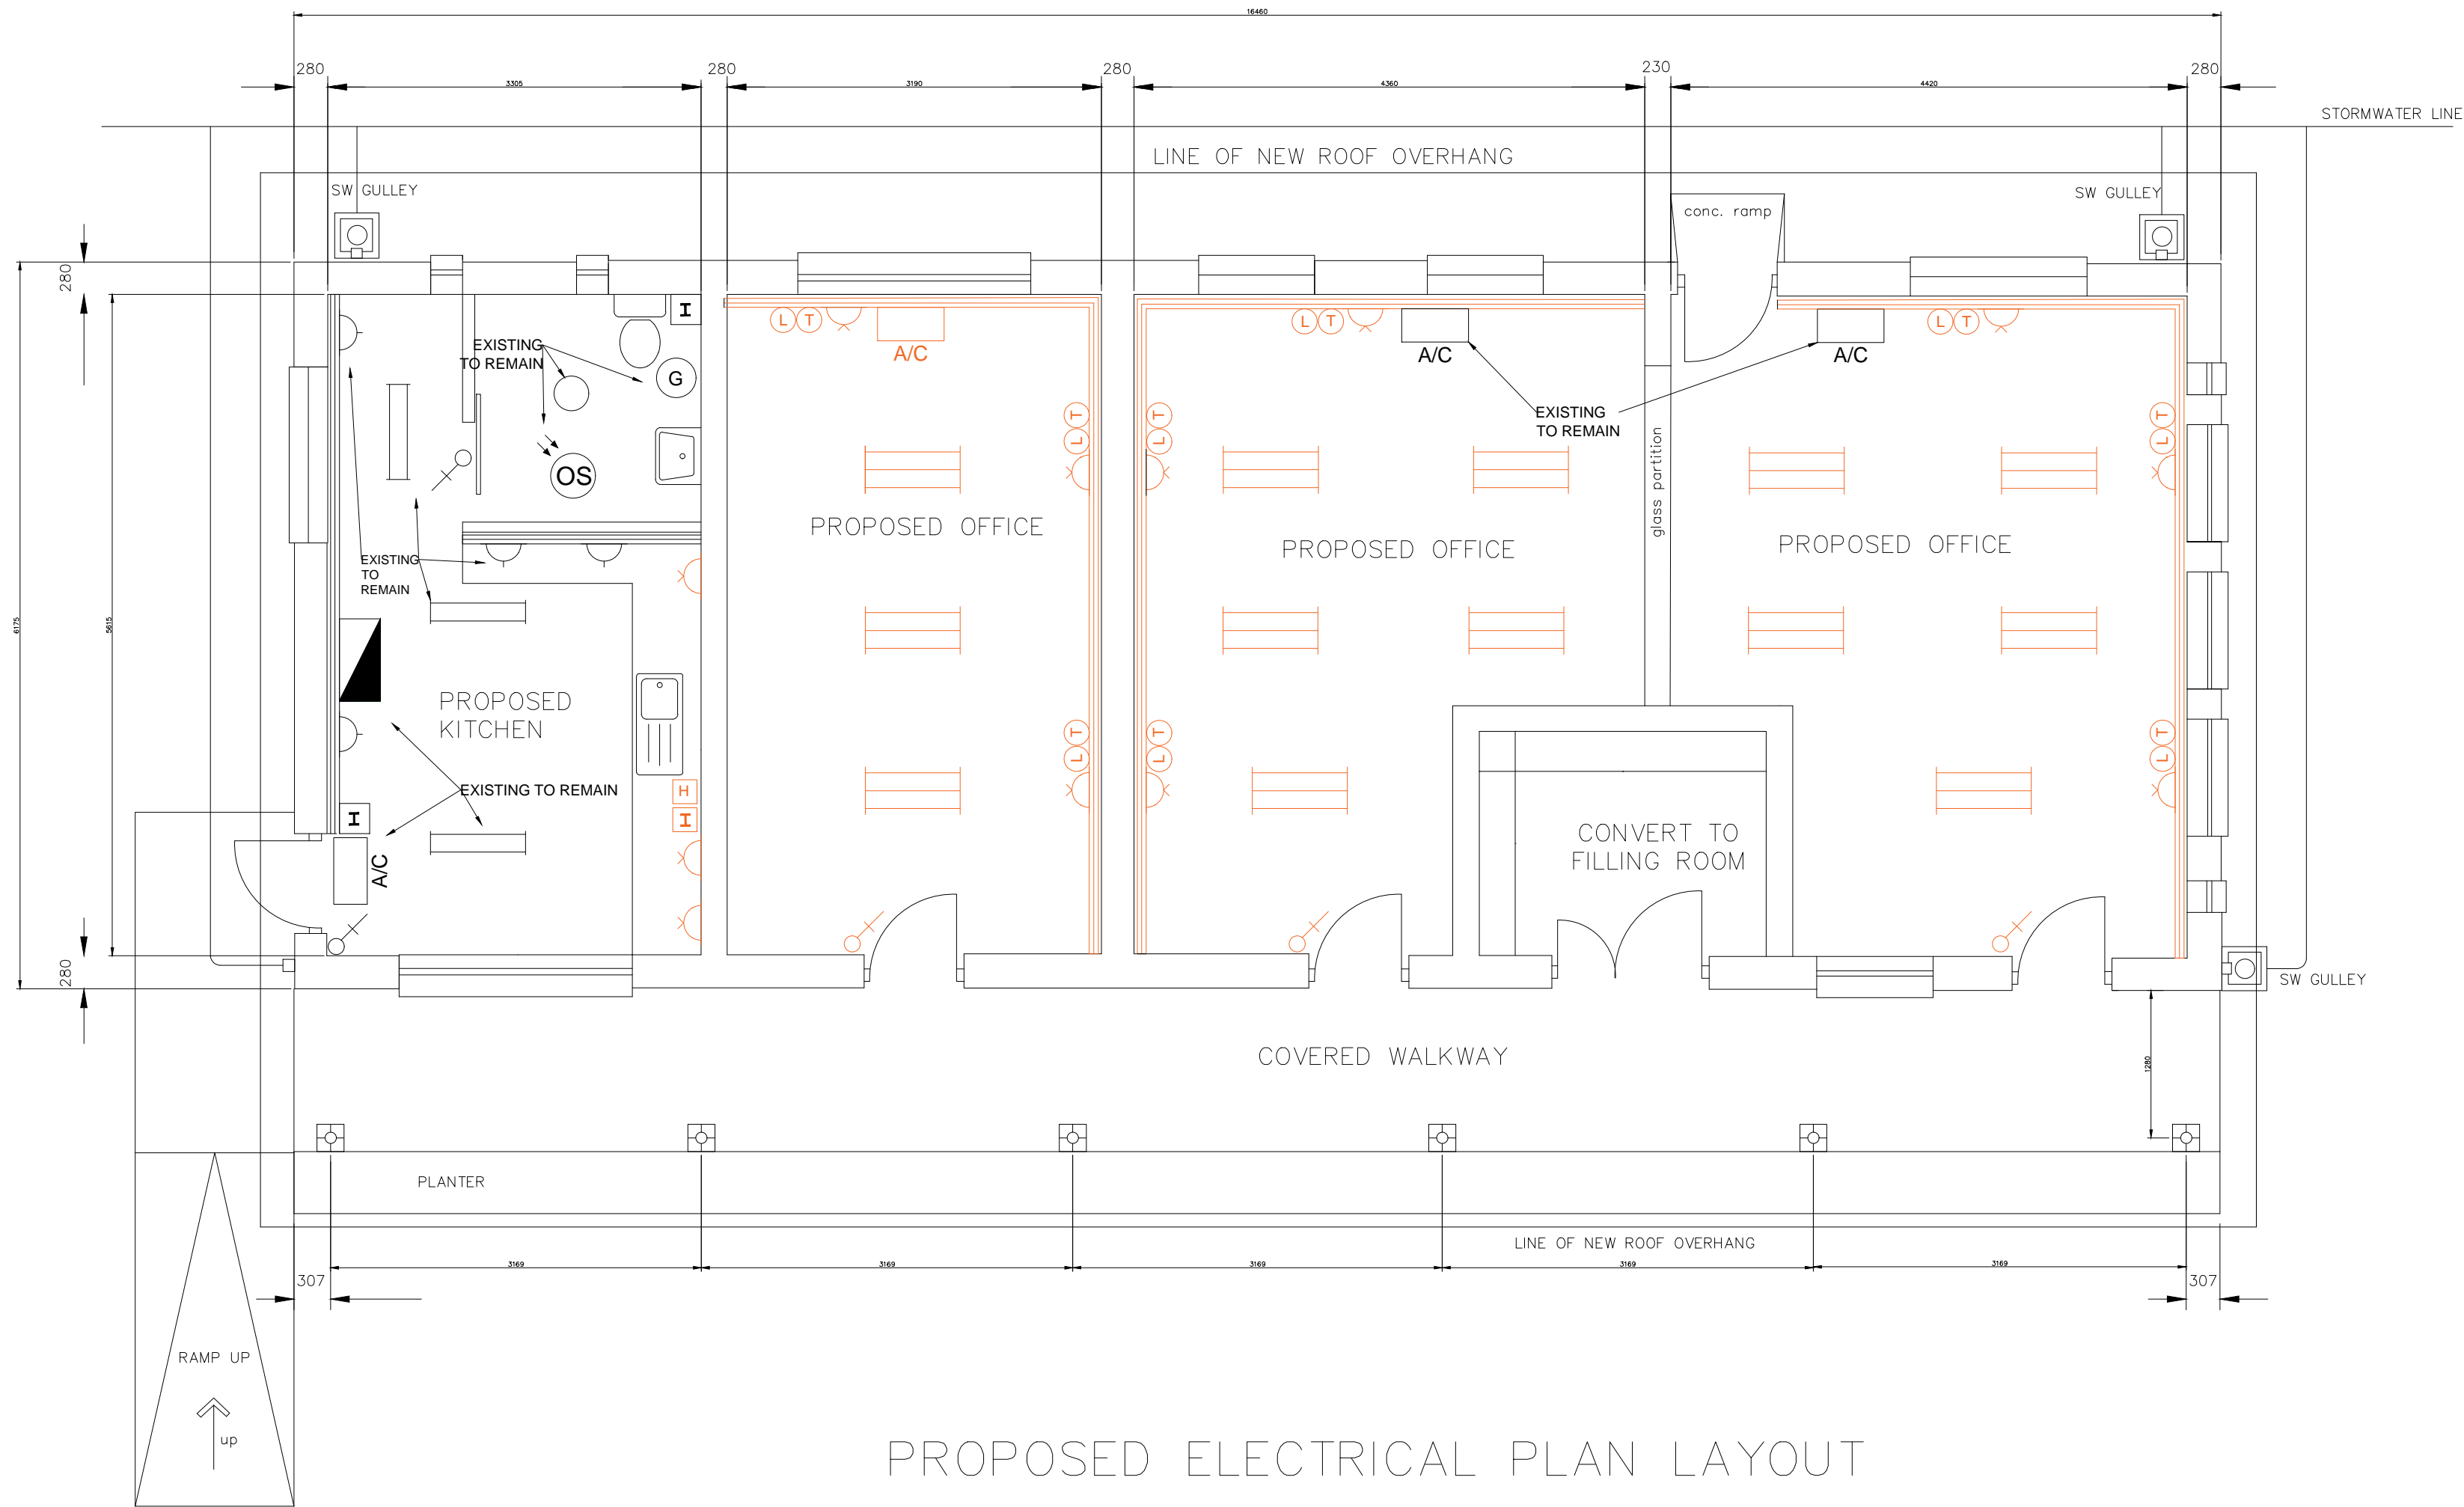 16460
280
3305
280
3190
280
4360
230
4420
280
STORMWATER LINE
LINE OF NEW ROOF OVERHANG
SW GULLEY
SW GULLEY
conc. ramp
280
6175
5615
280
I
EXISTING
TO REMAIN
G
OS
L T
A/C
L T
A/C
A/C
L T
EXISTING
TO REMAIN
T
L
T
L
T
L
glass partition
PROPOSED OFFICE
PROPOSED OFFICE
PROPOSED OFFICE
EXISTING
TO
REMAIN
PROPOSED
KITCHEN
T
L
T
L
T
L
EXISTING TO REMAIN
H
I
I
A/C
CONVERT TO
FILLING ROOM
SW GULLEY
COVERED WALKWAY
1280
PLANTER
LINE OF NEW ROOF OVERHANG
3169
3169
3169
3169
3169
307
307
RAMP UP
up
PROPOSED ELECTRICAL PLAN LAYOUT